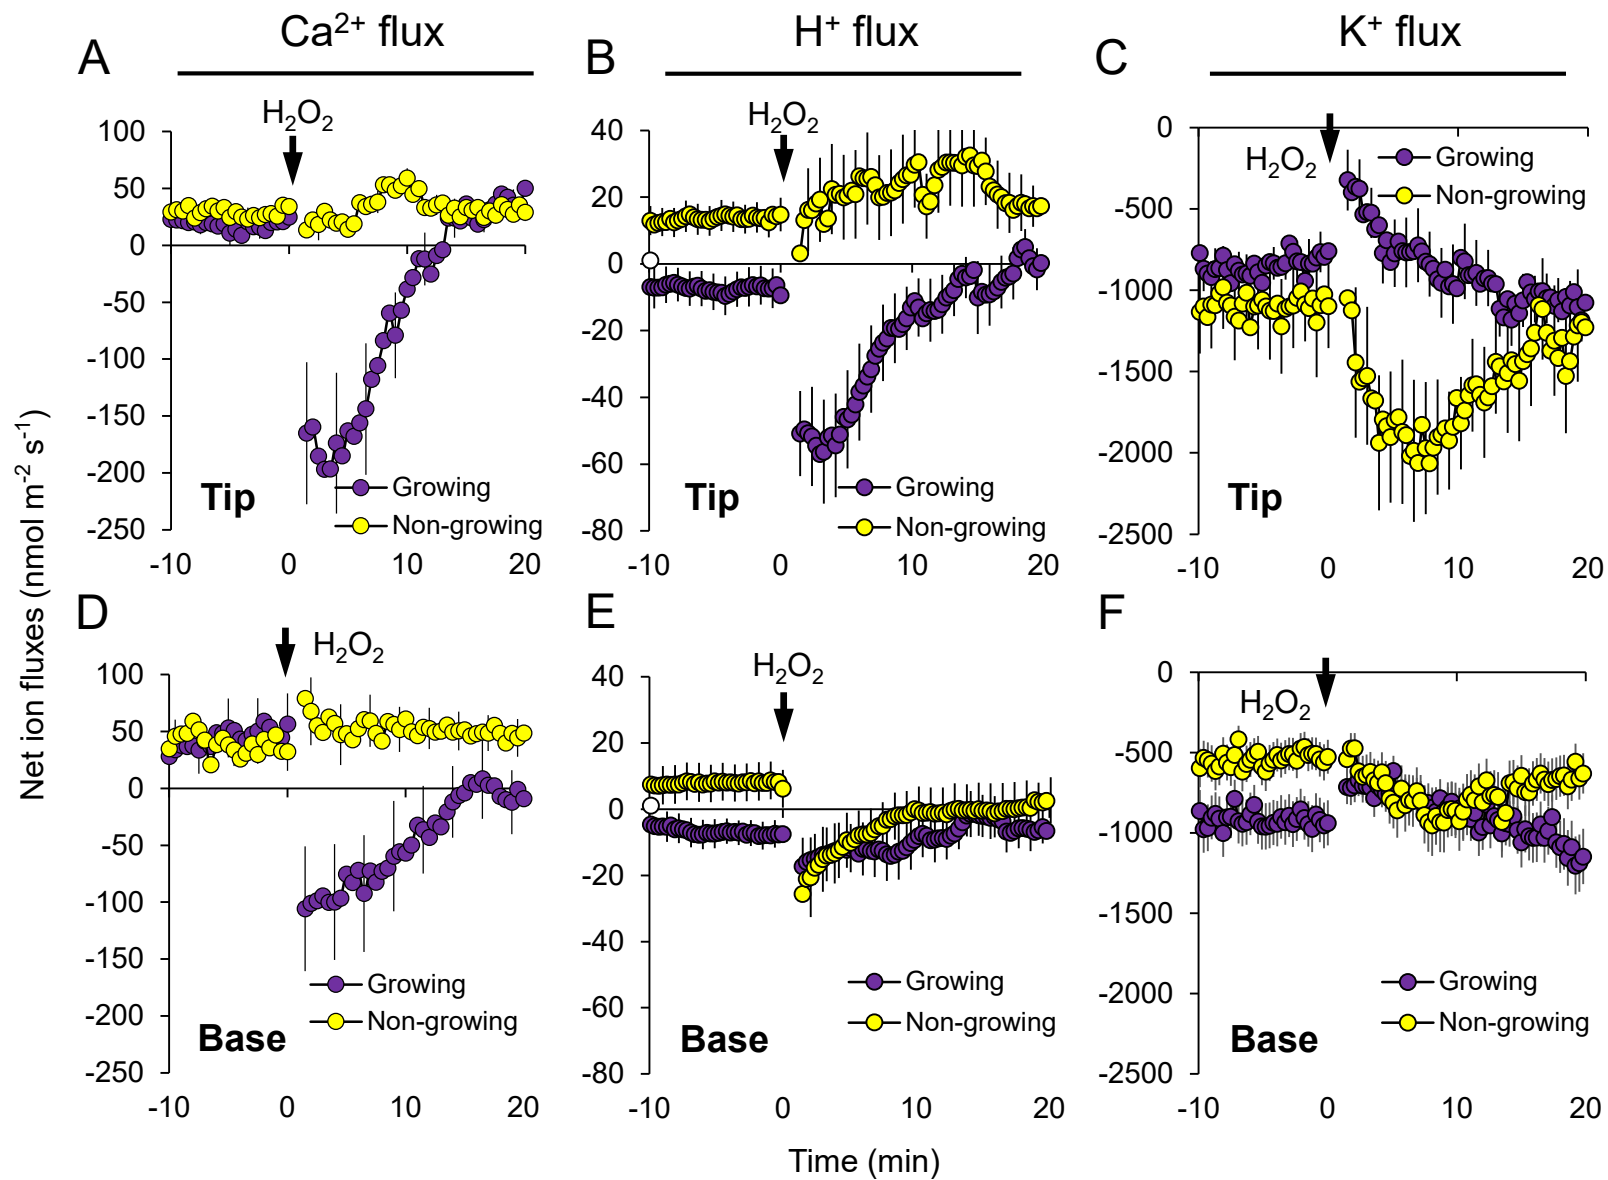 Ca²⁺ flux
H⁺ flux
K⁺ flux
Net ion fluxes (nmol m⁻² s⁻¹)
A
H₂O₂
100
50
0
-50
-100
-150
-200
-250
-10
0
10
20
Tip
Growing
Non-growing
B
H₂O₂
40
20
0
-20
-40
-60
-80
-10
0
10
20
Tip
Growing
Non-growing
C
H₂O₂
0
-500
-1000
-1500
-2000
-2500
-10
0
10
20
Tip
Growing
Non-growing
D
H₂O₂
100
50
0
-50
-100
-150
-200
-250
-10
0
10
20
Base
Growing
Non-growing
E
H₂O₂
40
20
0
-20
-40
-60
-80
-10
0
10
20
Base
Growing
Non-growing
F
H₂O₂
0
-500
-1000
-1500
-2000
-2500
-10
0
10
20
Base
Growing
Non-growing
Time (min)